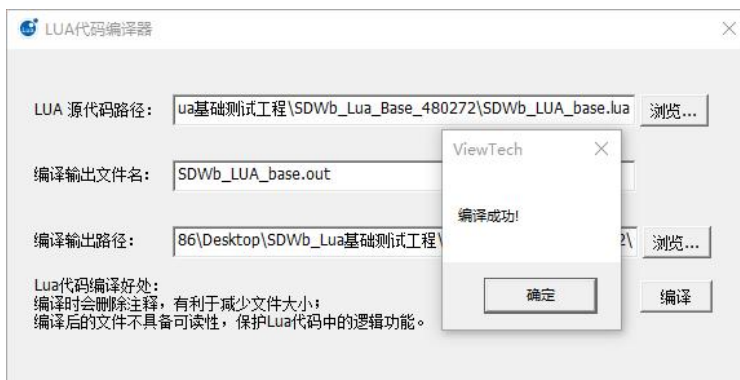 LUA代码编译器
LUA 源代码路径： ua基础测试工程\SDWb_Lua_Base_480272\SDWb_LUA_base.lua 浏览...
ViewTech
编译输出文件名： SDWb_LUA_base.out
编译成功!
编译输出路径： 86\Desktop\SDWb_Lua基础测试工程\ 2\ 浏览...
确定
编译
Lua代码编译好处：
编译时会删除注释，有利于减少文件大小；
编译后的文件不具备可读性，保护Lua代码中的逻辑功能。